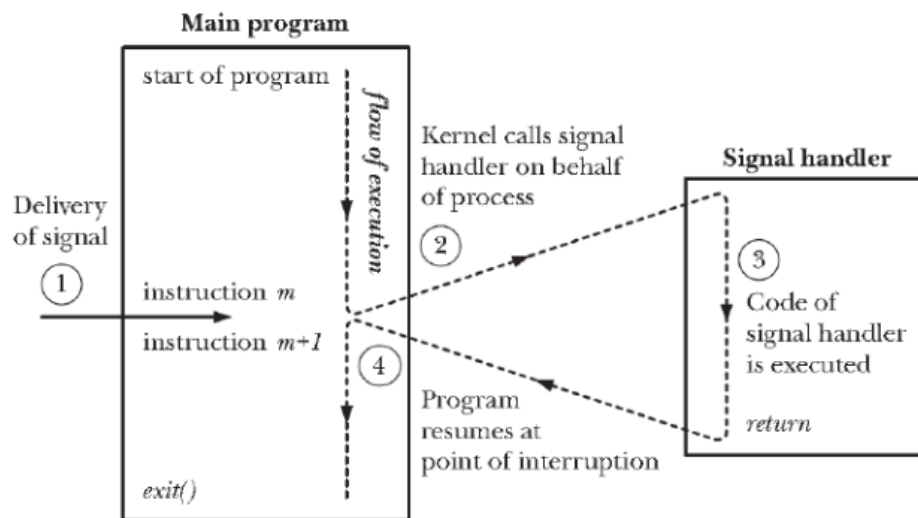 Main program
start of program
flow of execution
Kernel calls signal
handler on behalf
of process
Signal handler
Delivery
of signal
1
2
3
instruction m
instruction m+1
4
Code of
signal handler
is executed
Program
resumes at
point of interruption
return
exit()